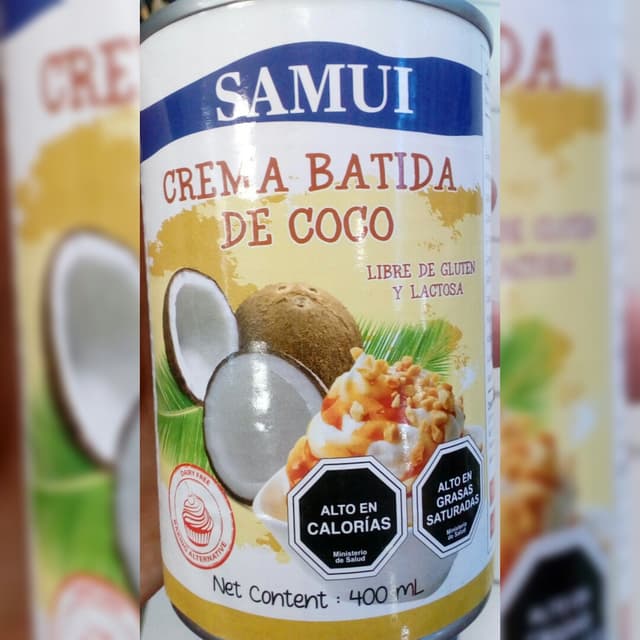 SAMUI
CREMA BATIDA
DE COCO
LIBRE DE GLUTEN
Y LACTOSA
DAIRY FREE
ALTO EN
CALORÍAS
Ministerio
de Salud
ALTO EN
GRASAS
SATURADAS
Ministerio
de Salud
Net Content : 400 mL